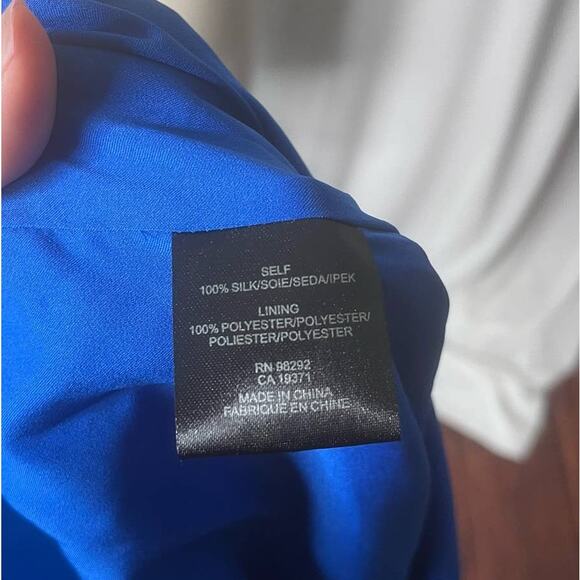 SELF
100% SILK/SOIE/SEDA/IPEK
LINING
100% POLYESTER/POLYESTER/
POLIESTER/POLYESTER
RN 98292
CA 19371
MADE IN CHINA
FABRIQUE EN CHINE